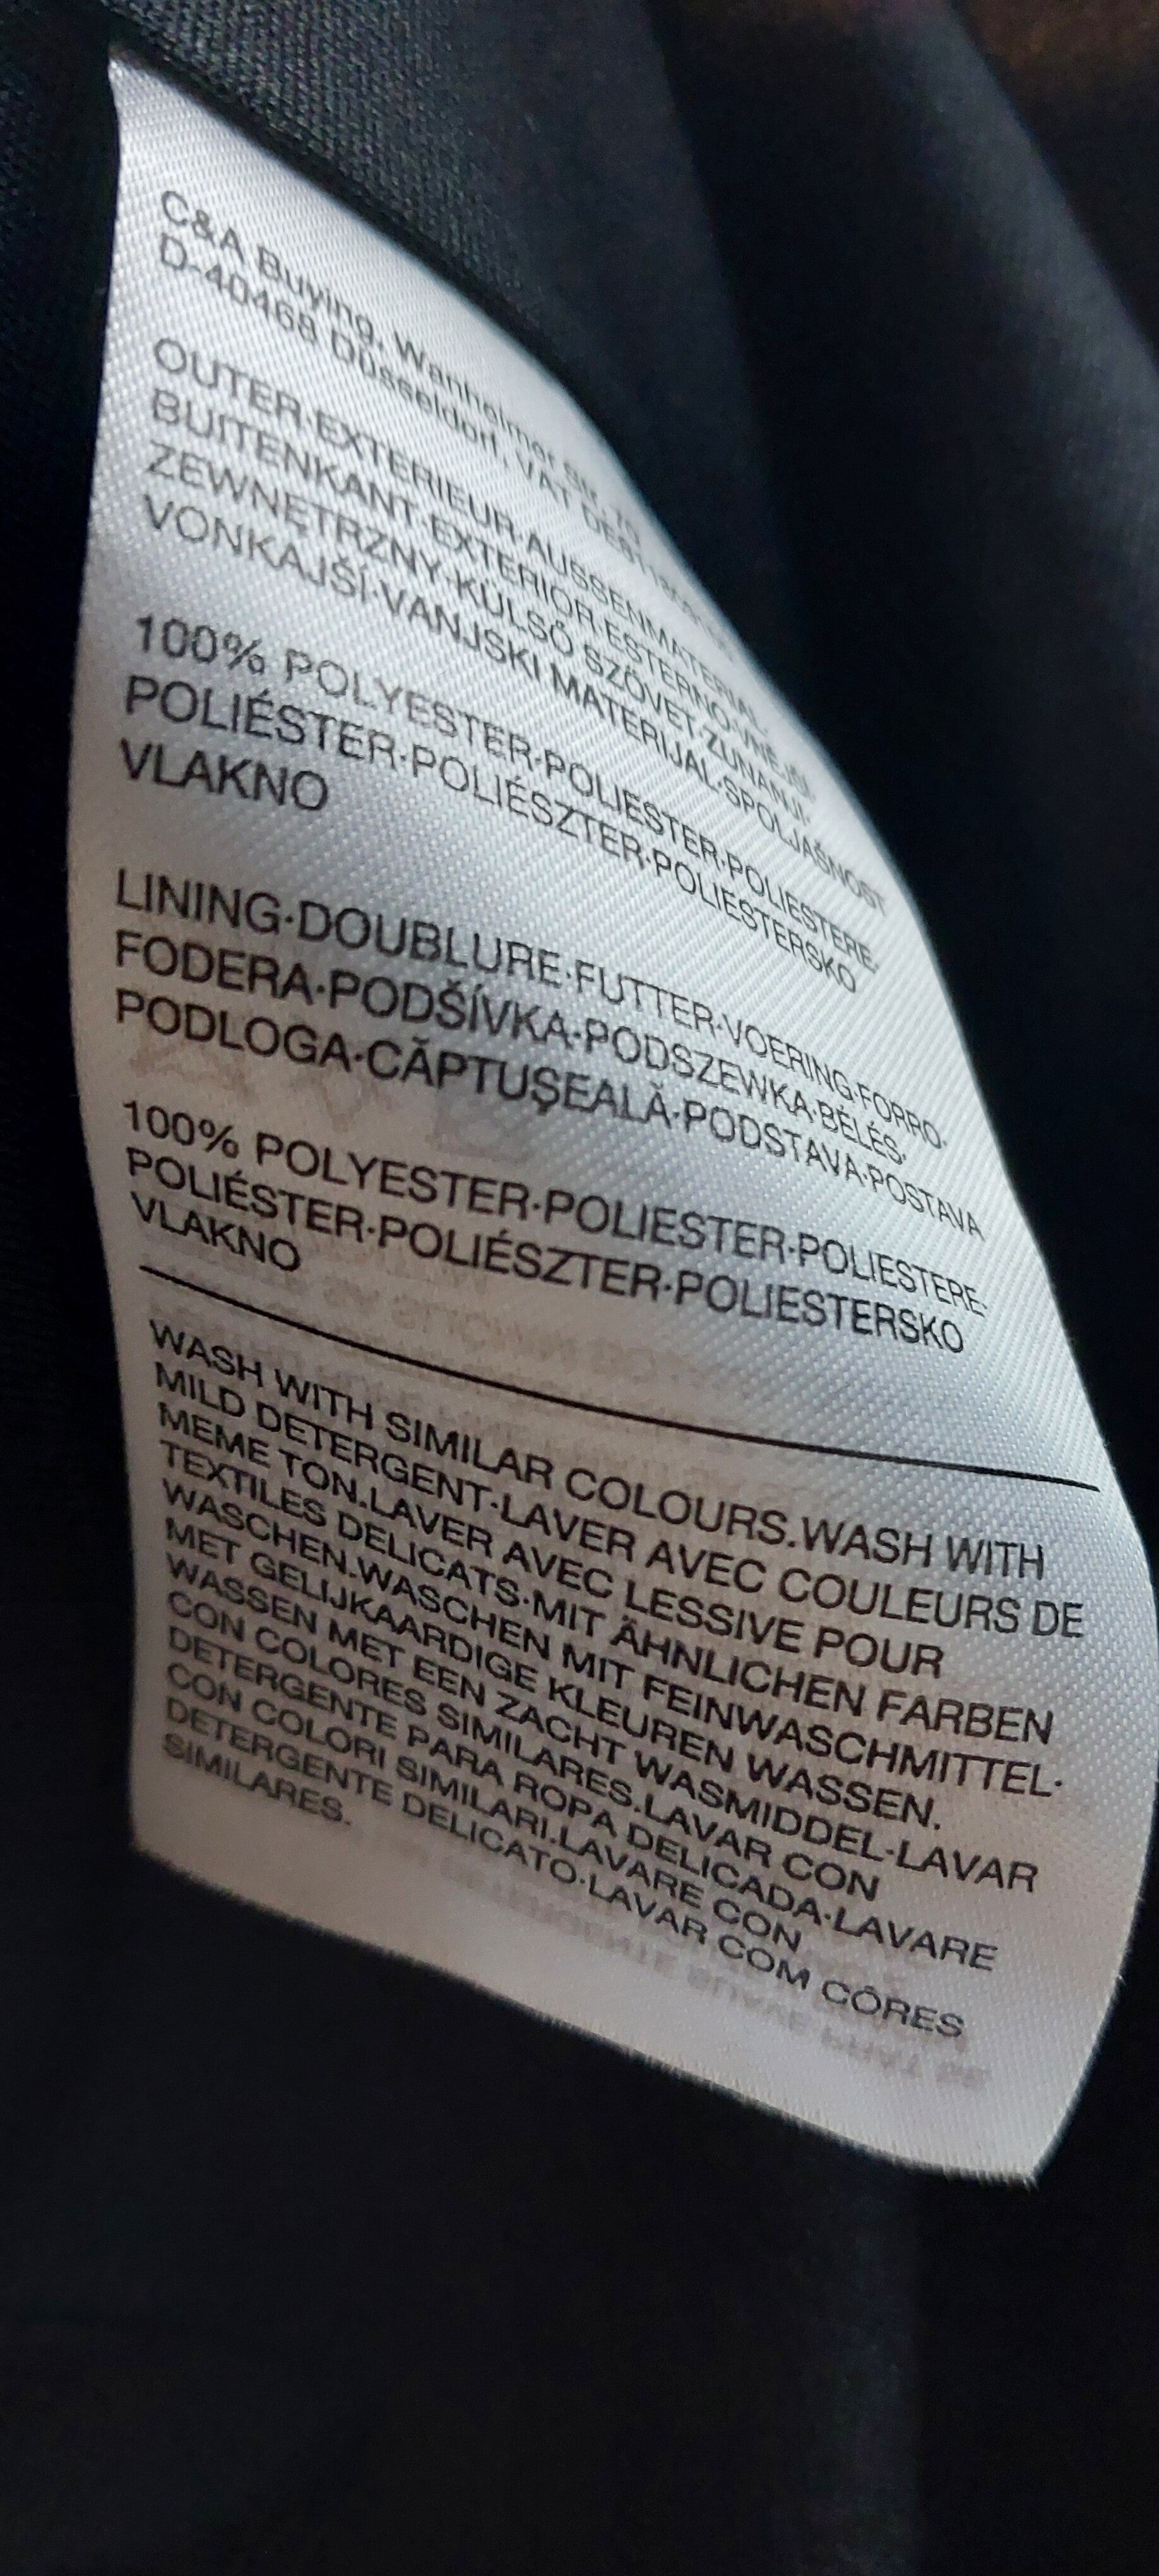 C&A Buying, Wanheimer Str. 70
D-40468 Düsseldorf, VAT
OUTER·EXTERIEUR·AUSSENMATERIAL·
BUITENKANT·EXTERIOR·ESTERNO·VNĚJŠÍ·
ZEWNĘTRZNY·KÜLSŐ SZÖVET·ZUNANJI·
VONKAJŠÍ·VANJSKI MATERIJAL·SPOLJAŠNOST
100% POLYESTER·POLIESTER·POLIESTERE·
POLIÉSTER·POLIÉSZTER·POLIESTERSKO
VLAKNO
LINING·DOUBLURE·FUTTER·VOERING·FORRO·
FODERA·PODŠÍVKA·PODSZEWKA·BÉLÉS·
PODLOGA·CĂPTUŞEALĂ·PODSTAVA·POSTAVA
100% POLYESTER·POLIESTER·POLIESTERE·
POLIÉSTER·POLIÉSZTER·POLIESTERSKO
VLAKNO
WASH WITH SIMILAR COLOURS.WASH WITH
MILD DETERGENT·LAVER AVEC COULEURS DE
MEME TON.LAVER AVEC LESSIVE POUR
TEXTILES DELICATS·MIT ÄHNLICHEN FARBEN
WASCHEN.WASCHEN MIT FEINWASCHMITTEL·
MET GELIJKAARDIGE KLEUREN WASSEN.
WASSEN MET EEN ZACHT WASMIDDEL·LAVAR
CON COLORES SIMILARES.LAVAR CON
DETERGENTE PARA ROPA DELICADA·LAVARE
CON COLORI SIMILARI.LAVARE CON
DETERGENTE DELICATO·LAVAR COM CÔRES
SIMILARES.